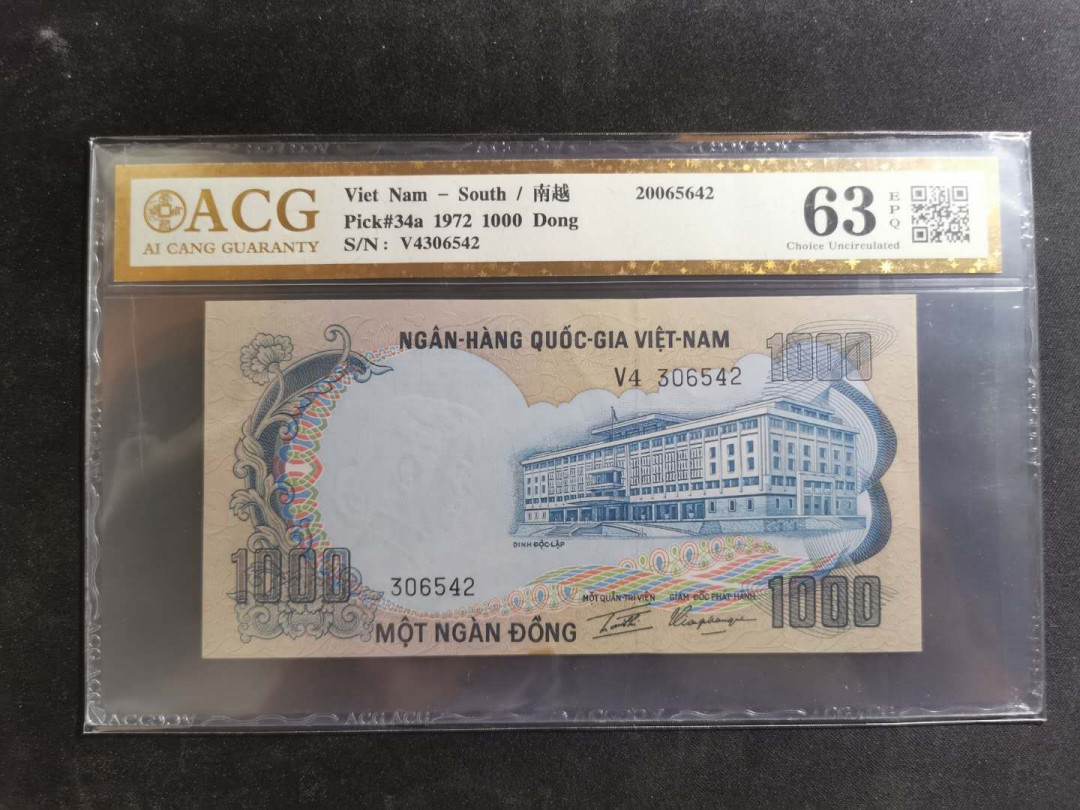 ACG
AI CANG GUARANTY
Viet Nam - South / 南越
Pick#34a 1972 1000 Dong
S/N: V4306542
20065642
63
EPQ
Choice Uncirculated
NGÂN-HÀNG QUỐC-GIA VIỆT-NAM
1000
V4 306542
DINH ĐỘC-LẬP
1000
306542
MỘT QUẢN-TRỊ VIÊN
GIÁM ĐỐC PHÁT-HÀNH
1000
MỘT NGÀN ĐỒNG
ACG ACG